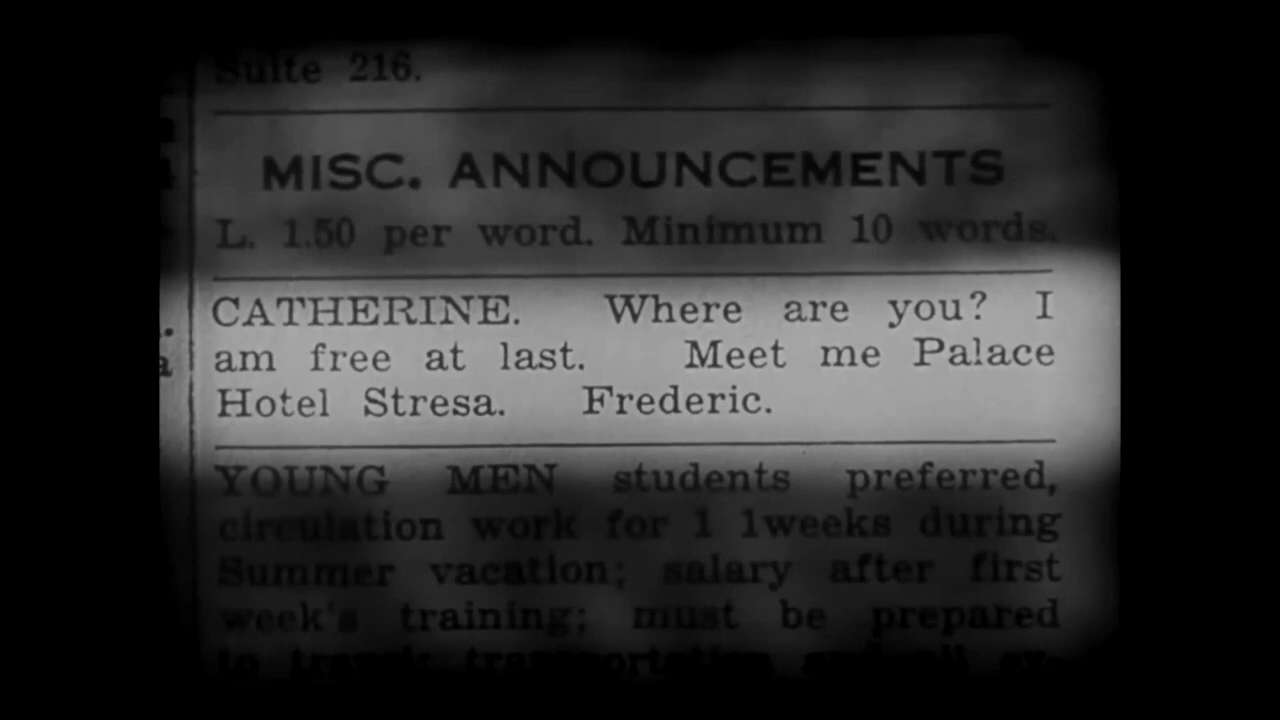 Suite 216.
MISC. ANNOUNCEMENTS
L. 1.50 per word. Minimum 10 words.
CATHERINE. Where are you? I
am free at last. Meet me Palace
Hotel Stresa. Frederic.
YOUNG MEN students preferred,
circulation work for 1 1weeks during
Summer vacation; salary after first
week's training; must be prepared
to